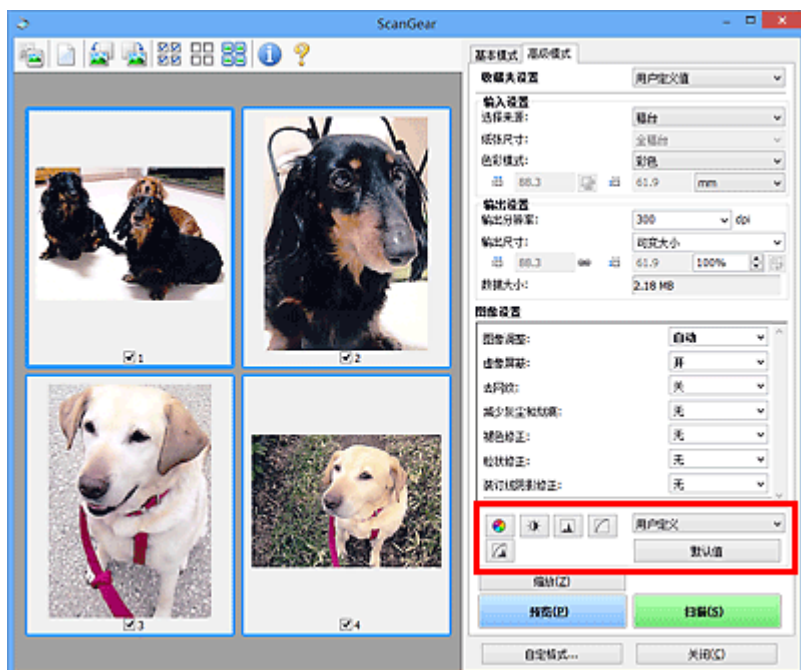 ScanGear
基本模式 高级模式
收藏夹设置 用户定义值
输入设置
选择来源: 稿台
纸张尺寸: 全稿台
色彩模式: 彩色
88.3 61.9 mm
输出设置
输出分辨率: 300 dpi
输出尺寸: 可变大小
88.3 61.9 100%
数据大小: 2.18 MB
图像设置
图像调整: 自动
虚像屏蔽: 开
去网纹: 关
减少灰尘和划痕: 无
褪色修正: 无
粒状修正: 无
装订线阴影修正: 无
用户定义
默认值
缩放(Z)
预览(P) 扫描(S)
自定模式... 关闭(C)
1
2
3
4